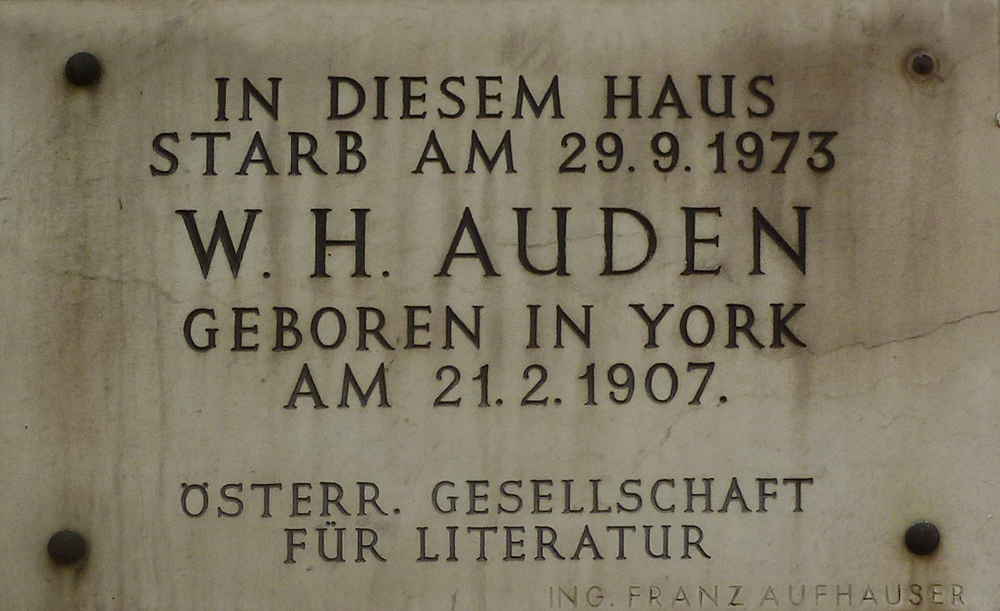 IN DIESEM HAUS
STARB AM 29.9.1973
W. H. AUDEN
GEBOREN IN YORK
AM 21.2.1907.
ÖSTERR. GESELLSCHAFT
FÜR LITERATUR
ING. FRANZ AUFHAUSER